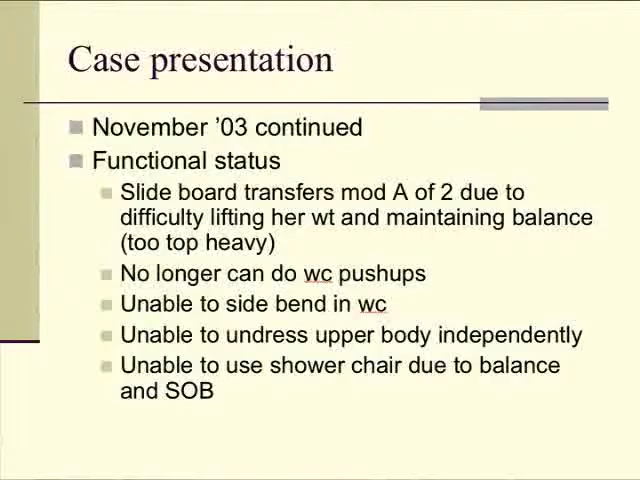 Case presentation
November ’03 continued
Functional status
Slide board transfers mod A of 2 due to
difficulty lifting her wt and maintaining balance
(too top heavy)
No longer can do wc pushups
Unable to side bend in wc
Unable to undress upper body independently
Unable to use shower chair due to balance
and SOB